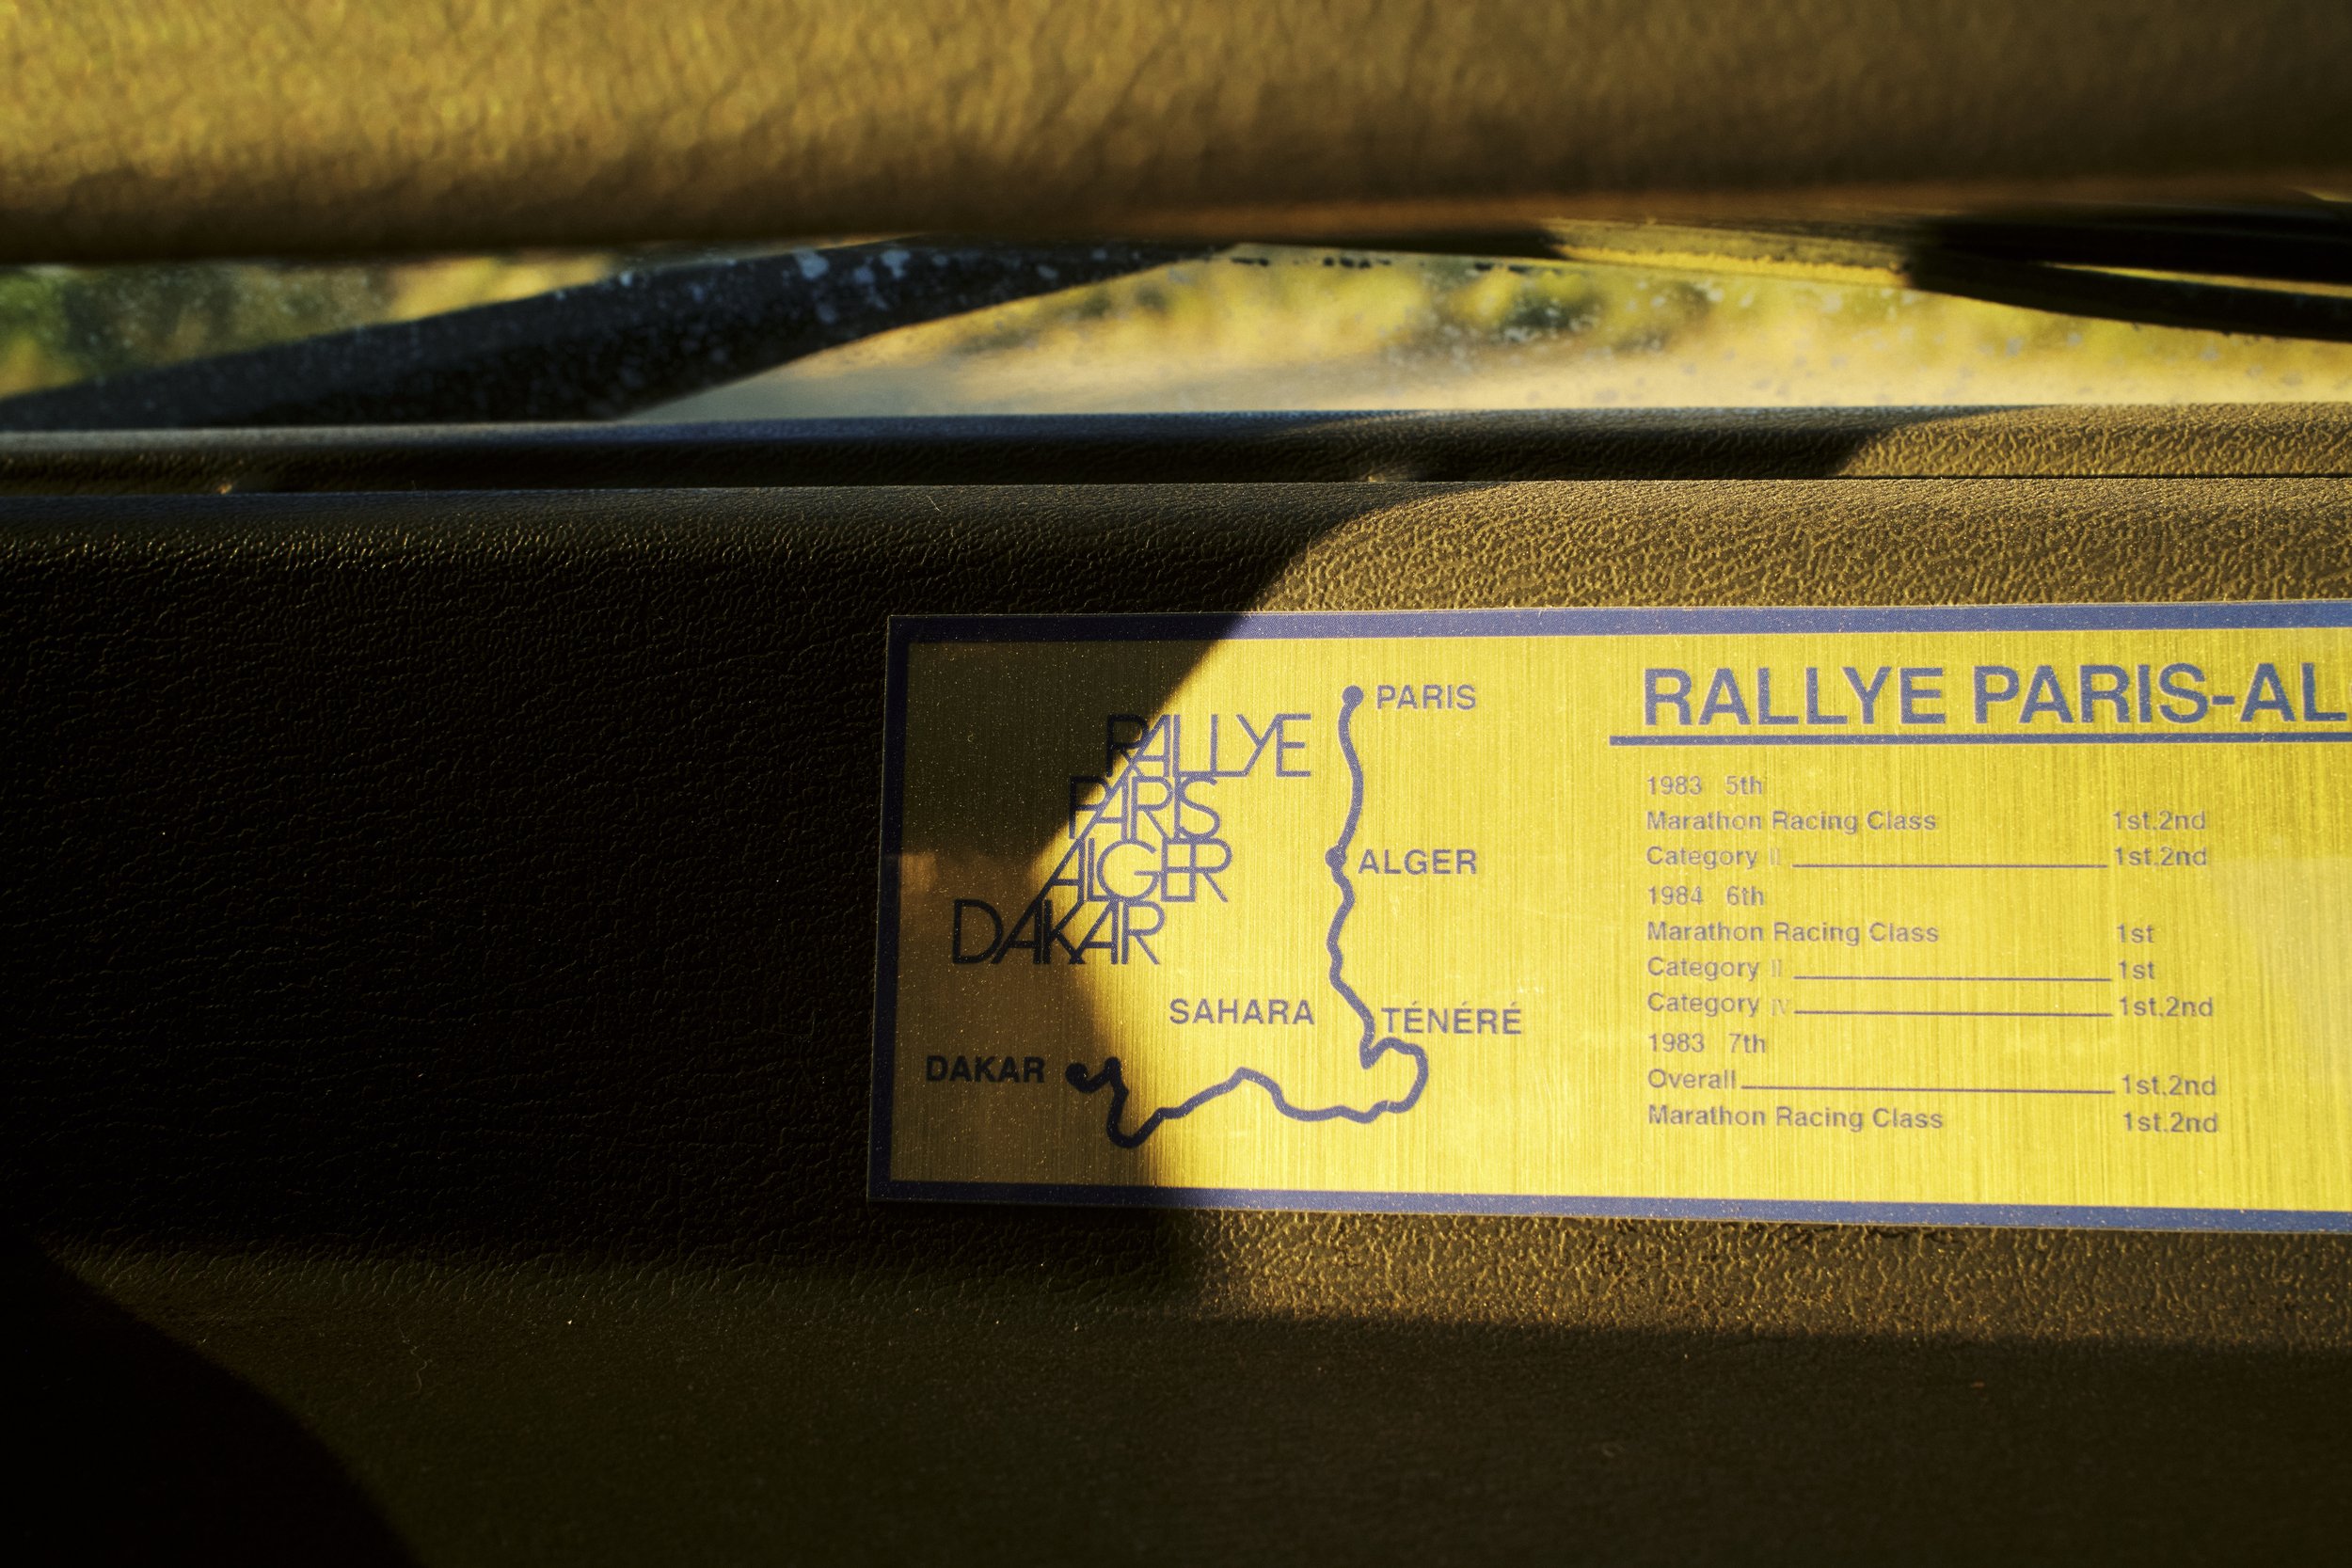 RALLYE
PARIS
ALGER
DAKAR
PARIS
ALGER
SAHARA
TÉNÉRÉ
DAKAR
RALLYE PARIS-AL
1983 5th
Marathon Racing Class 1st.2nd
Category II 1st.2nd
1984 6th
Marathon Racing Class 1st
Category II 1st
Category IV 1st.2nd
1983 7th
Overall 1st.2nd
Marathon Racing Class 1st.2nd